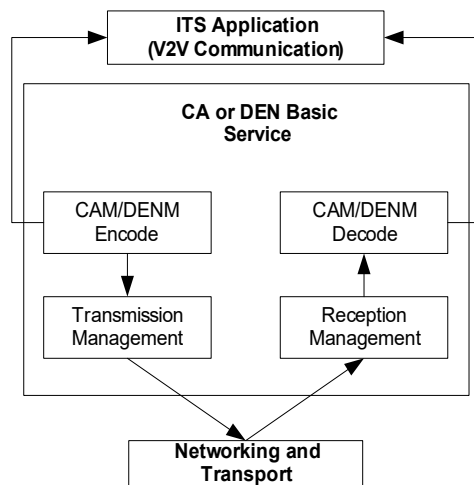 ITS Application
(V2V Communication)
CA or DEN Basic
Service
CAM/DENM
Encode
CAM/DENM
Decode
Transmission
Management
Reception
Management
Networking and
Transport